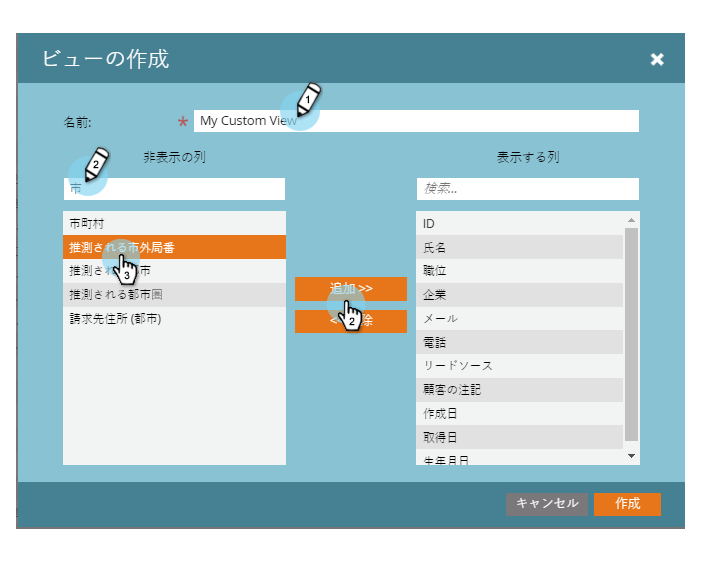 ビューの作成
名前: * My Custom View
1
非表示の列
表示する列
2
市
検索...
市町村
推測される市外局番
推測される市
3
推測される都市圏
請求先住所 (都市)
追加 >>
2
ID
氏名
職位
企業
メール
電話
リードソース
顧客の注記
作成日
取得日
生年月日
キャンセル
作成